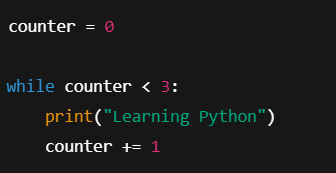 counter = 0
while counter < 3:
    print("Learning Python")
    counter += 1